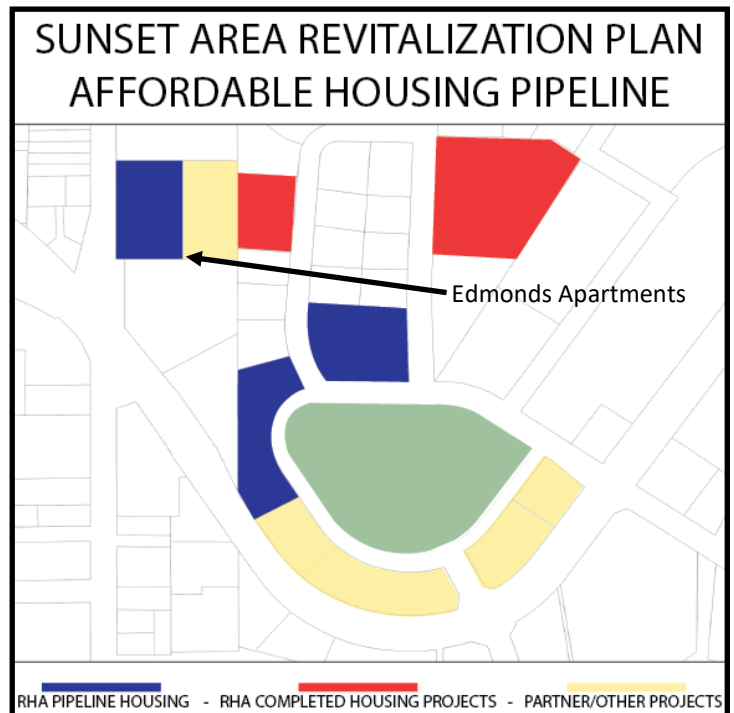 SUNSET AREA REVITALIZATION PLAN
AFFORDABLE HOUSING PIPELINE
Edmonds Apartments
RHA PIPELINE HOUSING - RHA COMPLETED HOUSING PROJECTS - PARTNER/OTHER PROJECTS